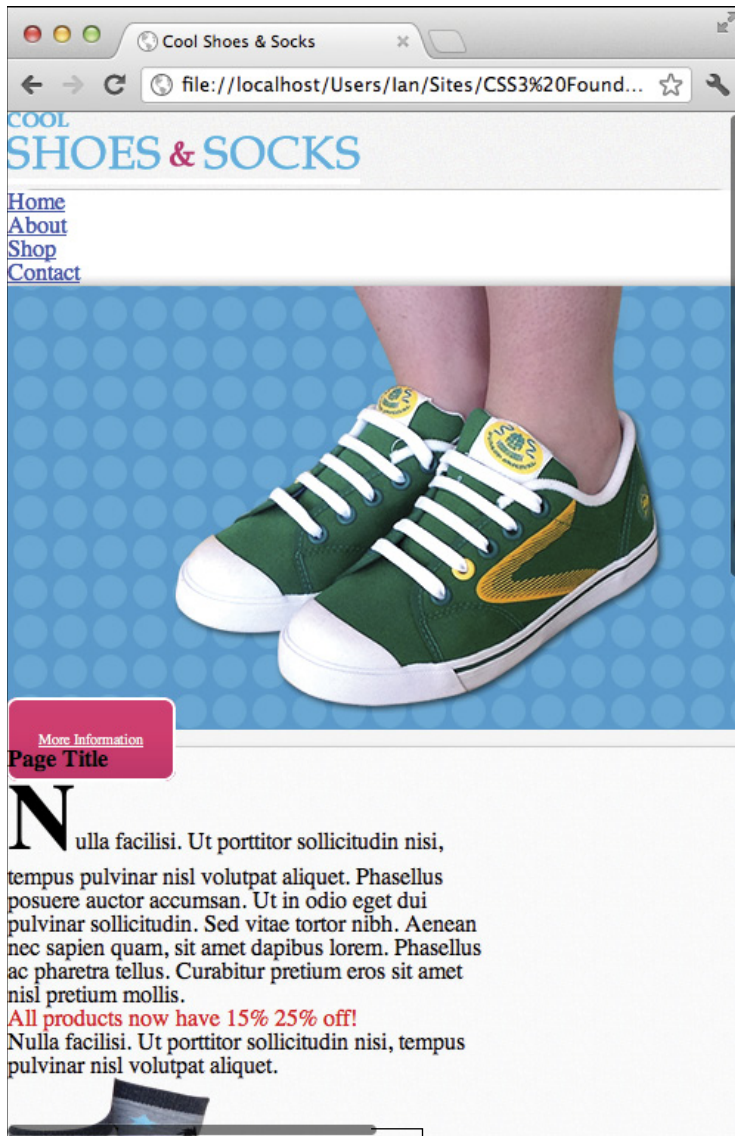 Cool Shoes & Socks
file://localhost/Users/Ian/Sites/CSS3%20Found...
COOL
SHOES & SOCKS
Home
About
Shop
Contact
More Information
Page Title
Nulla facilisi. Ut porttitor sollicitudin nisi,
tempus pulvinar nisl volutpat aliquet. Phasellus
posuere auctor accumsan. Ut in odio eget dui
pulvinar sollicitudin. Sed vitae tortor nibh. Aenean
nec sapien quam, sit amet dapibus lorem. Phasellus
ac pharetra tellus. Curabitur pretium eros sit amet
nisl pretium mollis.
All products now have 15% 25% off!
Nulla facilisi. Ut porttitor sollicitudin nisi, tempus
pulvinar nisl volutpat aliquet.